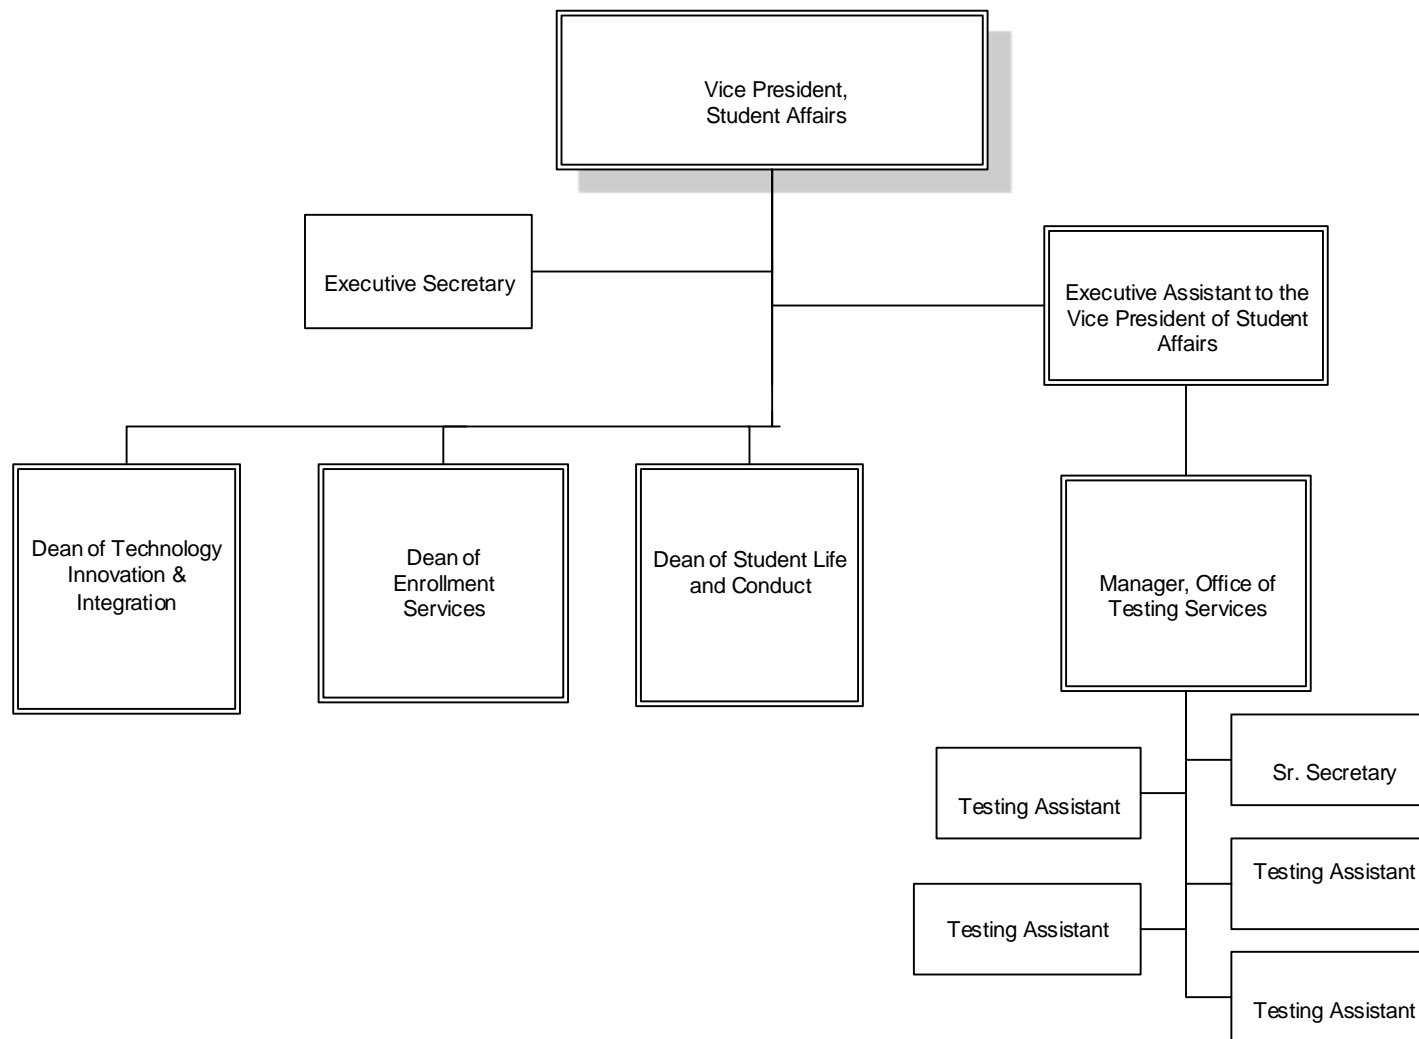 Vice President,
Student Affairs
Executive Secretary
Executive Assistant to the
Vice President of Student
Affairs
Dean of Technology
Innovation &
Integration
Dean of
Enrollment
Services
Dean of Student Life
and Conduct
Manager, Office of
Testing Services
Sr. Secretary
Testing Assistant
Testing Assistant
Testing Assistant
Testing Assistant